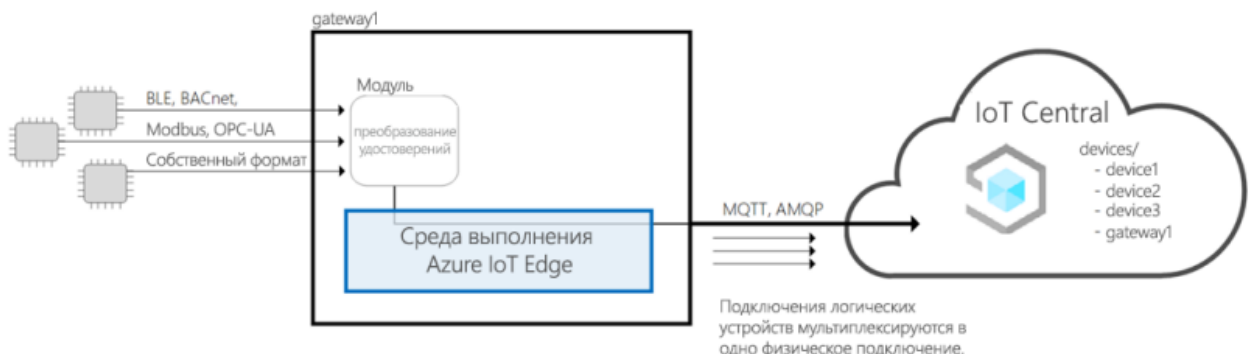 gateway1
Модуль
BLE, BACnet,
Modbus, OPC-UA
преобразование
удостоверений
Собственный формат
IoT Central
devices/
- device1
- device2
- device3
- gateway1
MQTT, AMQP
Среда выполнения
Azure IoT Edge
Подключения логических
устройств мультиплексируются в
одно физическое подключение.